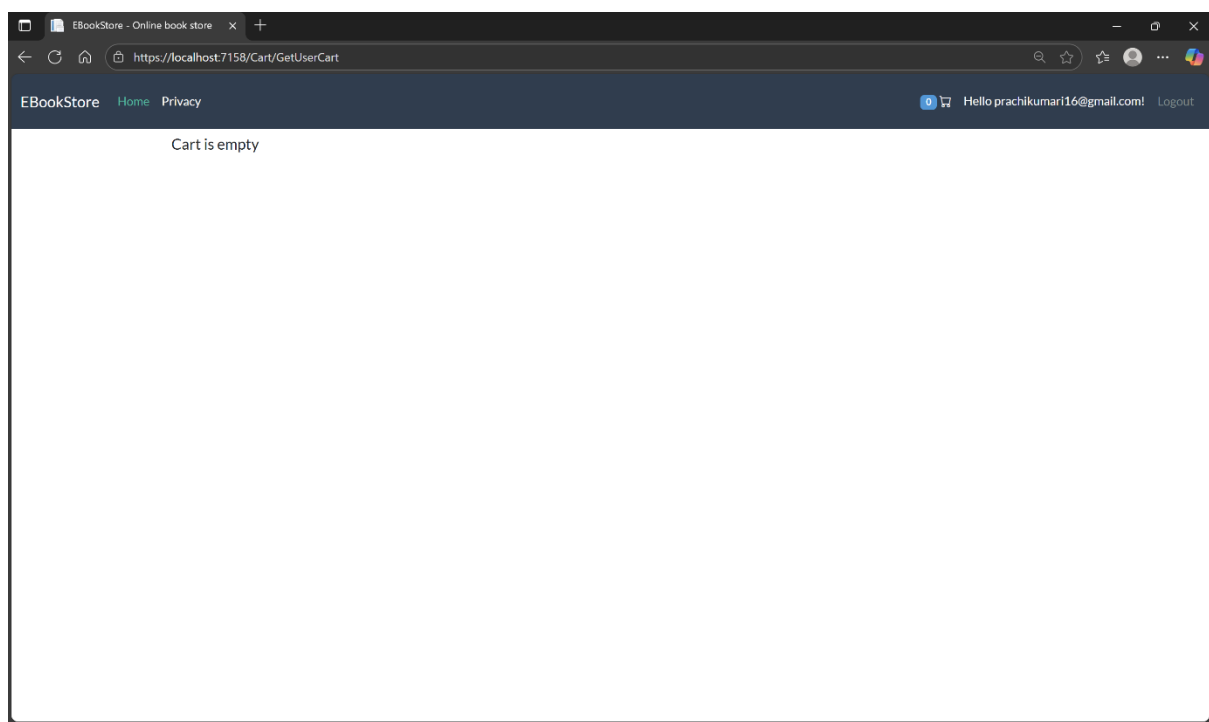 EBookStore - Online book store
https://localhost:7158/Cart/GetUserCart
EBookStore Home Privacy 0 Hello prachikumari16@gmail.com! Logout
Cart is empty